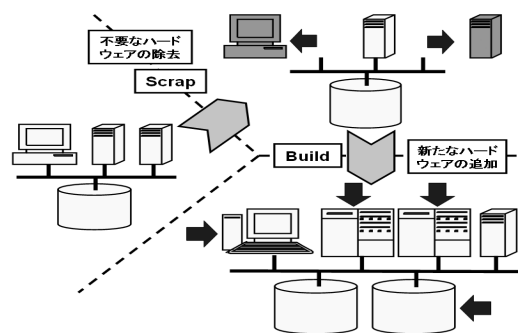 不要なハード
ウェアの除去
Scrap
Build
新たなハード
ウェアの追加